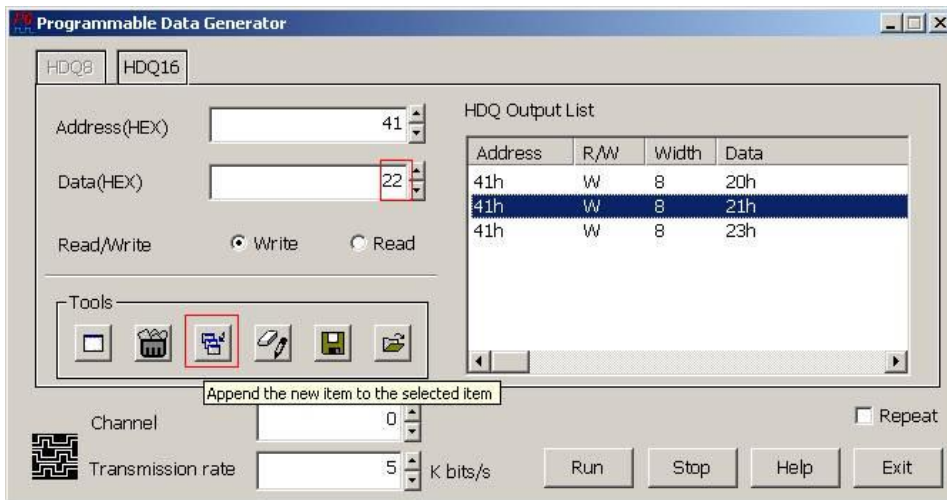 Programmable Data Generator
HDQ8 HDQ16
Address(HEX) 41
Data(HEX) 22
Read/Write Write Read
Tools
Append the new item to the selected item
HDQ Output List
Address R/W Width Data
41h W 8 20h
41h W 8 21h
41h W 8 23h
Channel 0
Transmission rate 5 K bits/s
Repeat
Run Stop Help Exit